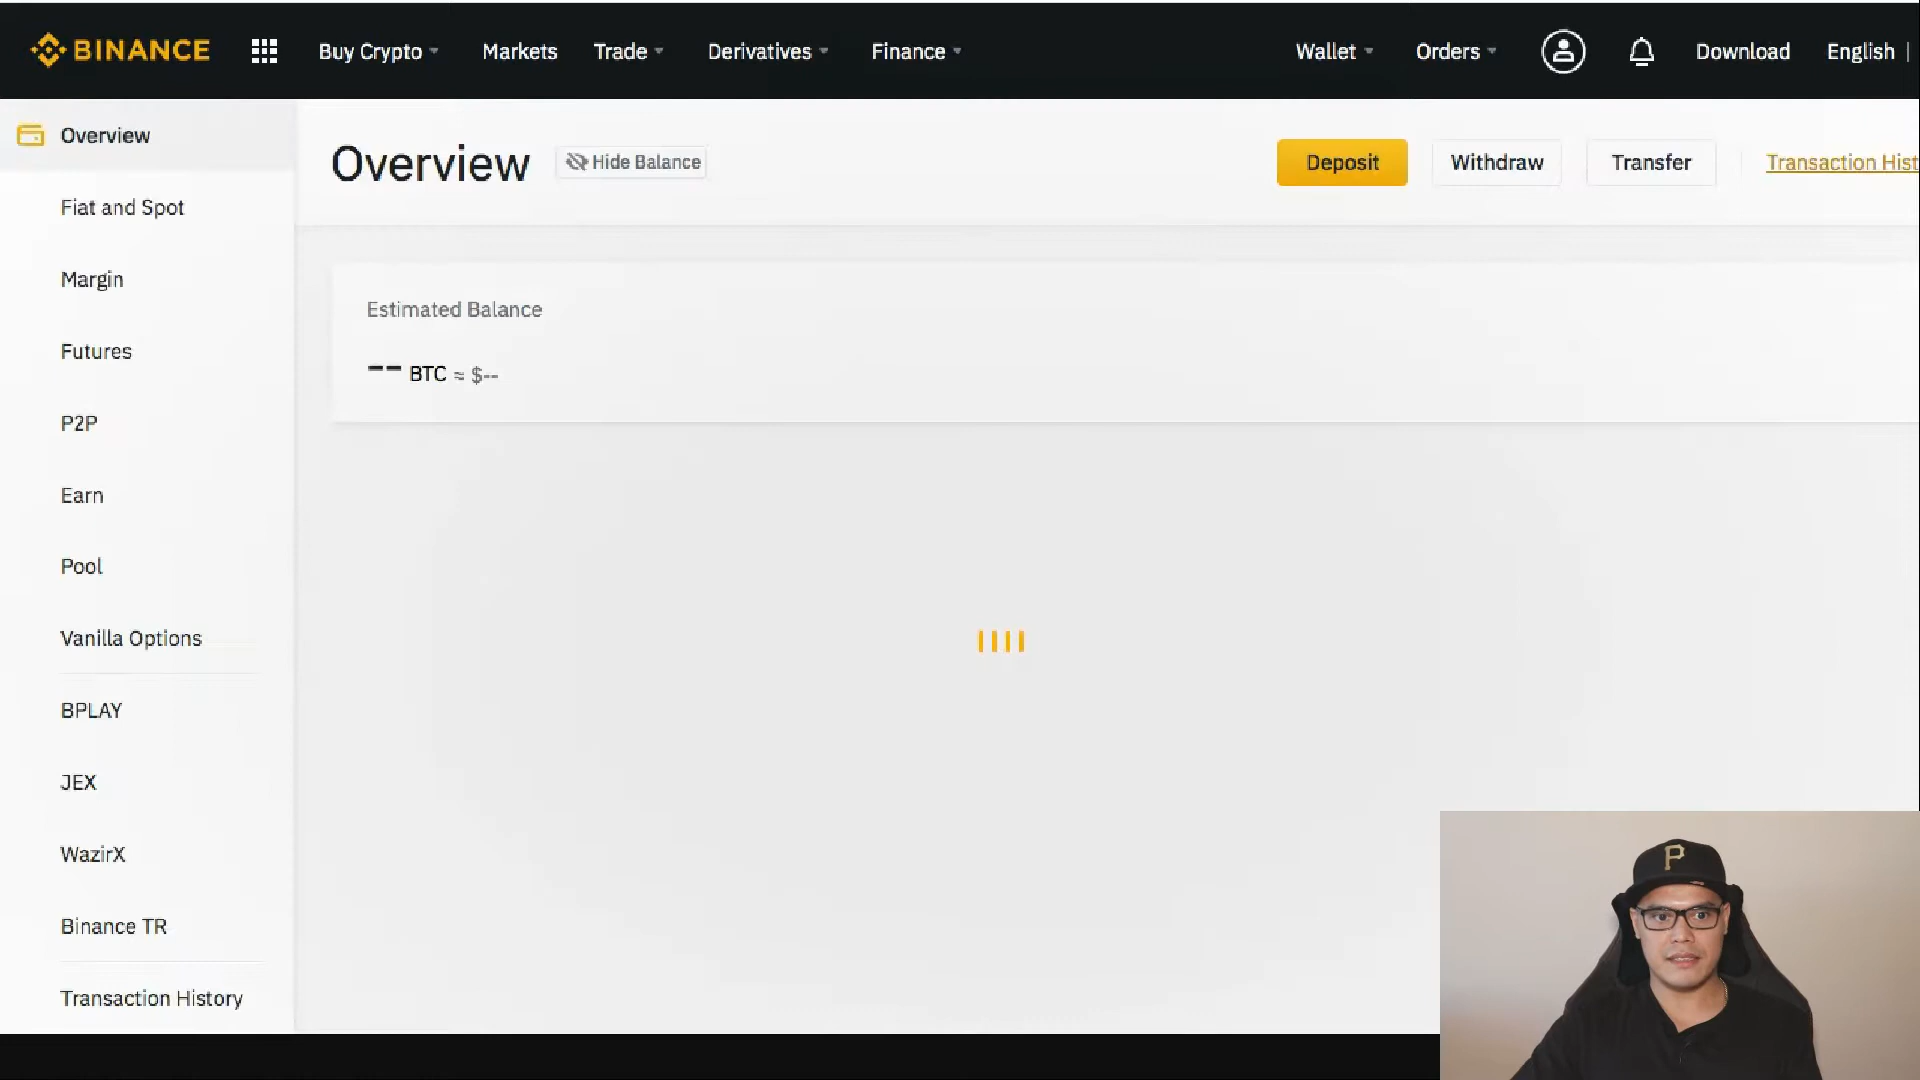 BINANCE Buy Crypto Markets Trade Derivatives Finance Wallet Orders Download English |
Overview
Fiat and Spot
Margin
Futures
P2P
Earn
Pool
Vanilla Options
BPLAY
JEX
WazirX
Binance TR
Transaction History
Overview Hide Balance Deposit Withdraw Transfer Transaction Hist
Estimated Balance
-- BTC ≈ $--
P